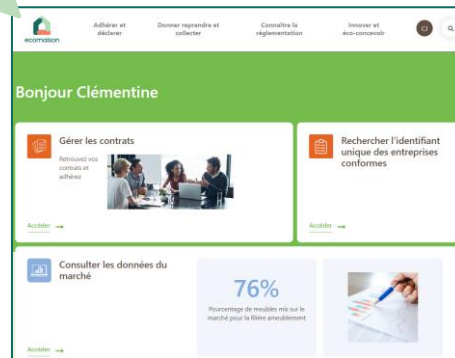 ecomaison
Adhérer et
déclarer
Donner reprendre et
collecter
Connaître la
réglementation
Innover et
éco-concevoir
CJ
Bonjour Clémentine
Gérer les contrats
Retrouvez vos
contrats et
adhérez
Accéder →
Rechercher l'identifiant
unique des entreprises
conformes
Accéder →
Consulter les données du
marché
76%
Pourcentage de meubles mis sur le
marché pour la filière ameublement
Accéder →